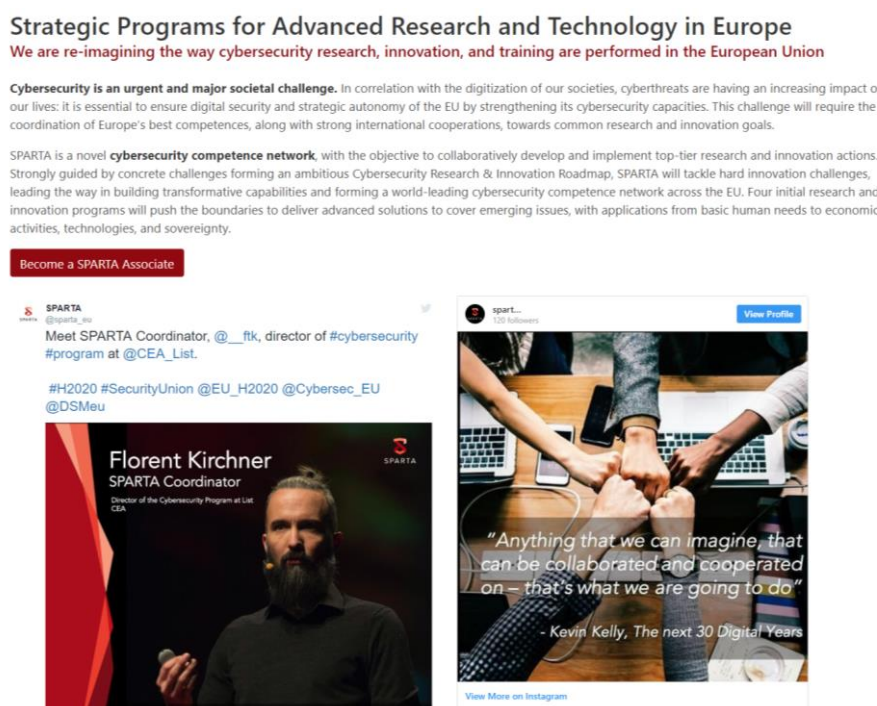 Strategic Programs for Advanced Research and Technology in Europe
We are re-imagining the way cybersecurity research, innovation, and training are performed in the European Union
Cybersecurity is an urgent and major societal challenge. In correlation with the digitization of our societies, cyberthreats are having an increasing impact
our lives: it is essential to ensure digital security and strategic autonomy of the EU by strengthening its cybersecurity capacities. This challenge will require the
coordination of Europe's best competences, along with strong international cooperations, towards common research and innovation goals.
SPARTA is a novel cybersecurity competence network, with the objective to collaboratively develop and implement top-tier research and innovation actions.
Strongly guided by concrete challenges forming an ambitious Cybersecurity Research & Innovation Roadmap, SPARTA will tackle hard innovation challenges,
leading the way in building transformative capabilities and forming a world-leading cybersecurity competence network across the EU. Four initial research and
innovation programs will push the boundaries to deliver advanced solutions to cover emerging issues, with applications from basic human needs to economic
activities, technologies, and sovereignty.
Become a SPARTA Associate
SPARTA
@sparta_eu
Meet SPARTA Coordinator, @__ftk, director of #cybersecurity
#program at @CEA_List.
#H2020 #SecurityUnion @EU_H2020 @Cybersec_EU
@DSMeu
SPARTA
Florent Kirchner
SPARTA Coordinator
Director of the Cybersecurity Program at List
CEA
spart...
120 followers
View Profile
"Anything that we can imagine, that
can be collaborated and cooperated
on – that's what we are going to do"
- Kevin Kelly, The next 30 Digital Years
View More on Instagram